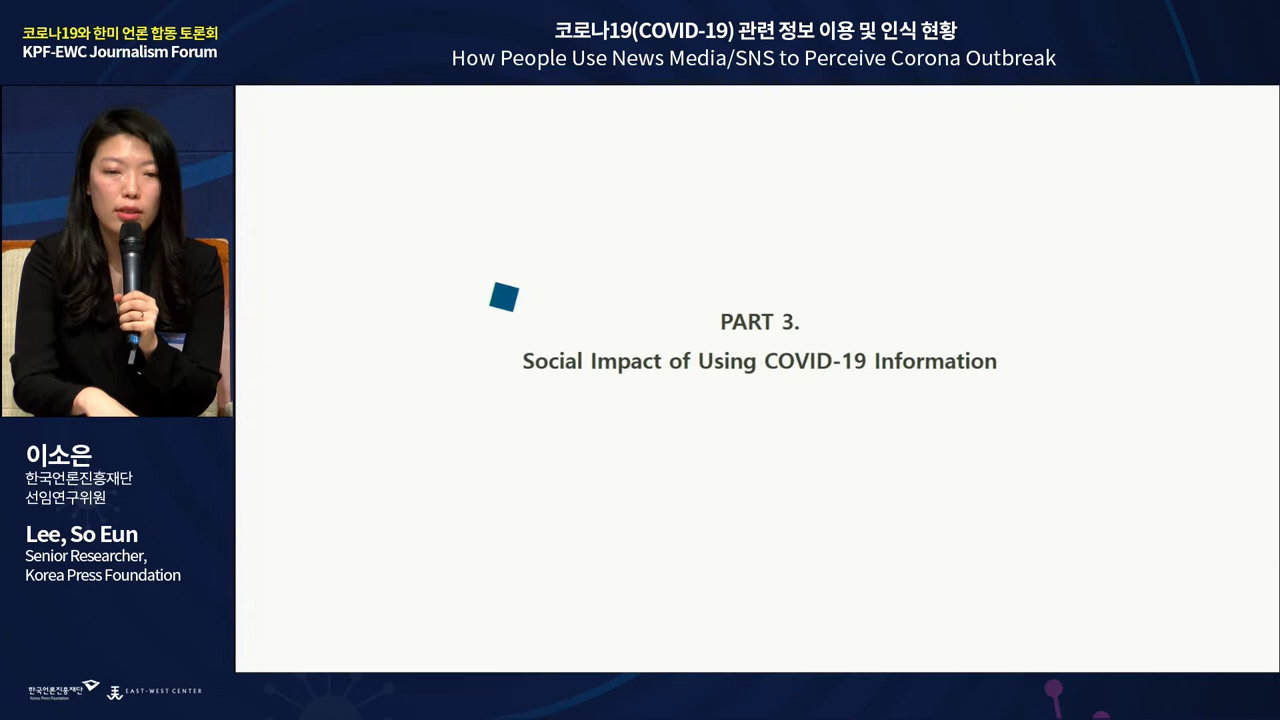 코로나19와 한미 언론 합동 토론회
KPF-EWC Journalism Forum
코로나19(COVID-19) 관련 정보 이용 및 인식 현황
How People Use News Media/SNS to Perceive Corona Outbreak
PART 3.
Social Impact of Using COVID-19 Information
이소은
한국언론진흥재단
선임연구위원
Lee, So Eun
Senior Researcher,
Korea Press Foundation
한국언론진흥재단
Korea Press Foundation
EAST-WEST CENTER